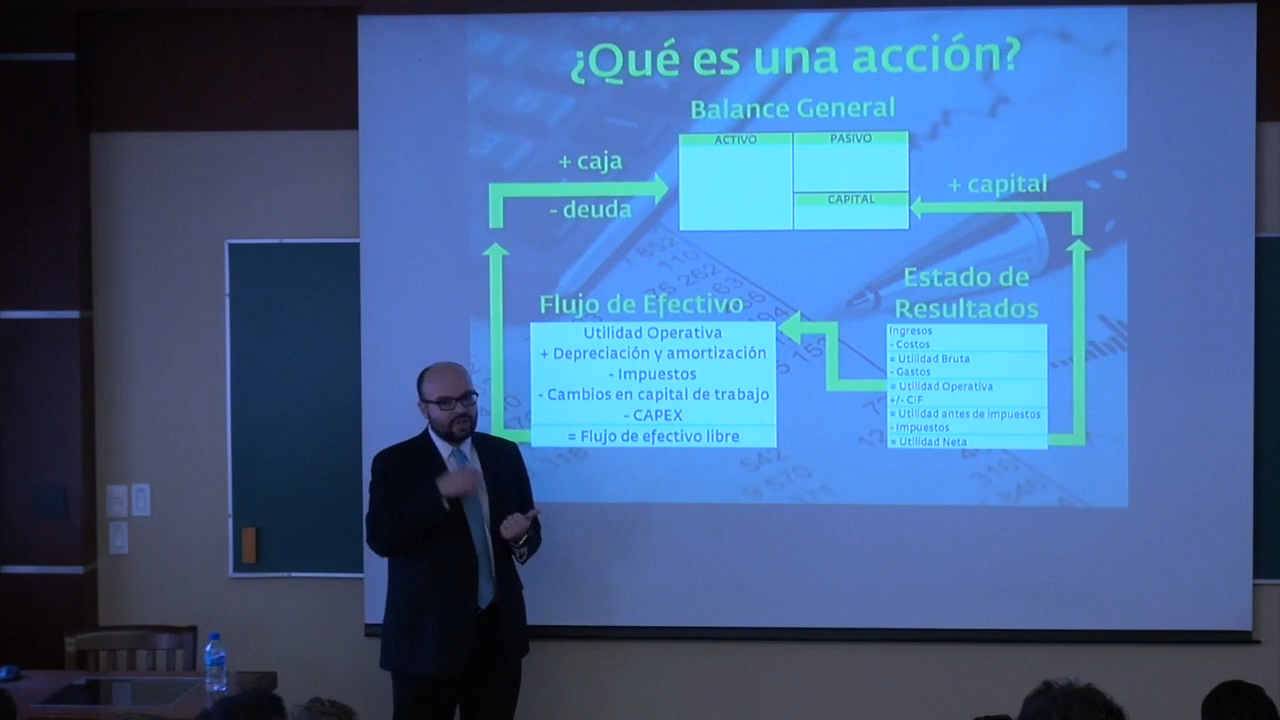 ¿Qué es una acción?
Balance General
ACTIVO
PASIVO
CAPITAL
+ caja
- deuda
+ capital
Flujo de Efectivo
Utilidad Operativa
+ Depreciación y amortización
- Impuestos
- Cambios en capital de trabajo
- CAPEX
= Flujo de efectivo libre
Estado de
Resultados
Ingresos
- Costos
= Utilidad Bruta
- Gastos
= Utilidad Operativa
+/- CIF
= Utilidad antes de impuestos
- Impuestos
= Utilidad Neta